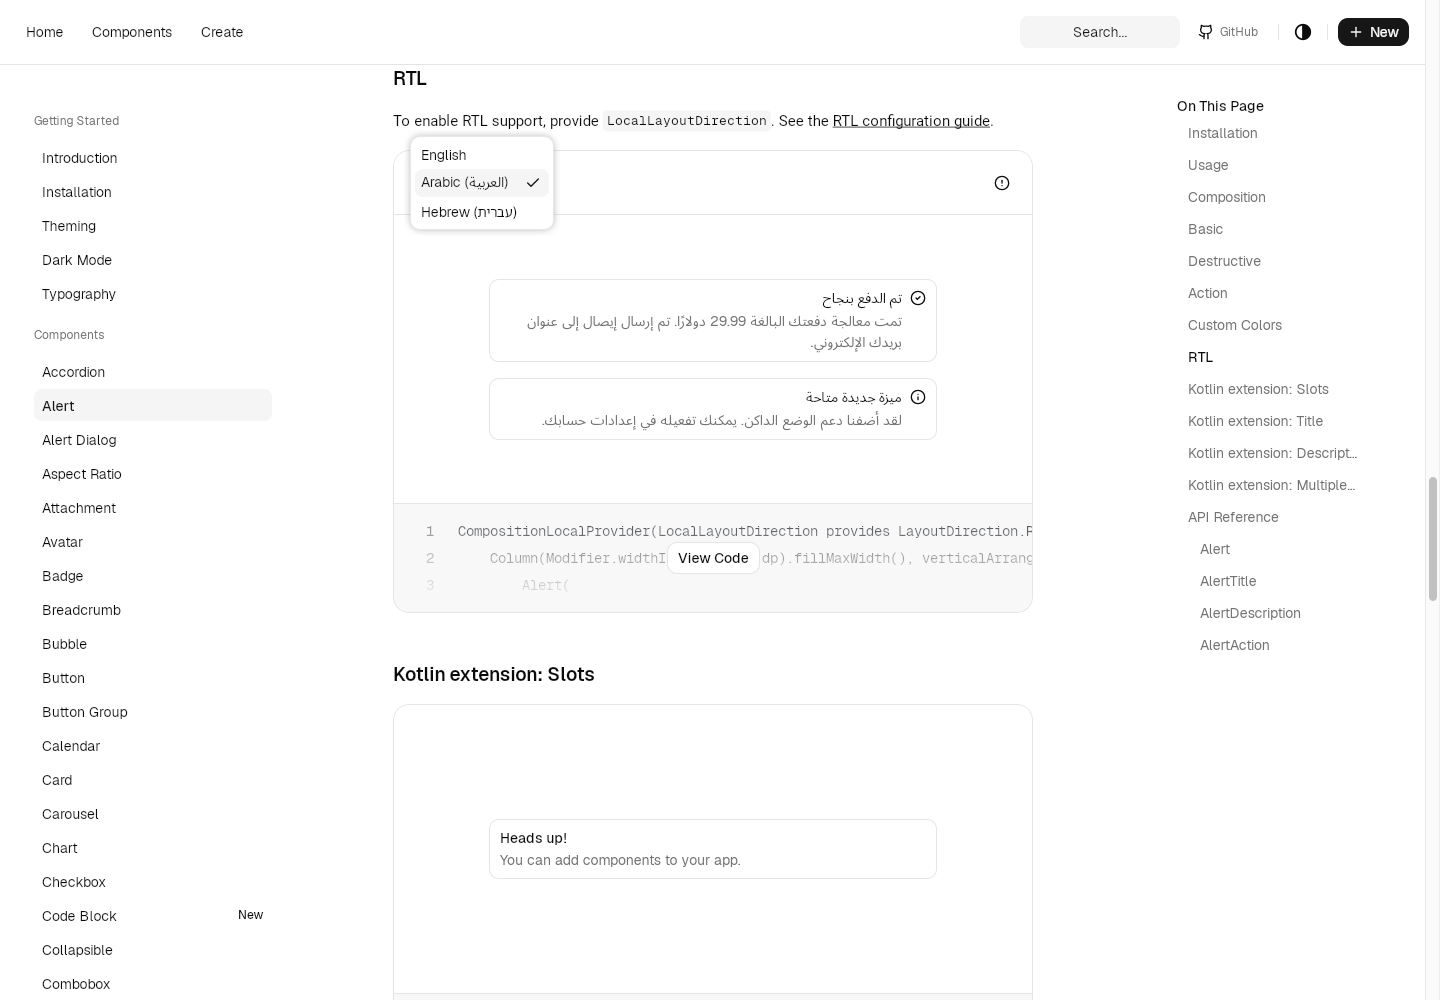 Home
Components
Create
Search...
GitHub
New
Getting Started
Introduction
Installation
Theming
Dark Mode
Typography
Components
Accordion
Alert
Alert Dialog
Aspect Ratio
Attachment
Avatar
Badge
Breadcrumb
Bubble
Button
Button Group
Calendar
Card
Carousel
Chart
Checkbox
Code Block
New
Collapsible
Combobox
RTL
To enable RTL support, provide LocalLayoutDirection. See the RTL configuration guide.
English
Arabic (العربية)
Hebrew (עברית)
تم الدفع بنجاح
تمت معالجة دفعتك البالغة 29.99 دولارًا. تم إرسال إيصال إلى عنوان
بريدك الإلكتروني.
ميزة جديدة متاحة
لقد أضفنا دعم الوضع الداكن. يمكنك تفعيله في إعدادات حسابك.
1 CompositionLocalProvider(LocalLayoutDirection provides LayoutDirection.R
2 Column(Modifier.widthI dp).fillMaxWidth(), verticalArrang
View Code
3 Alert(
Kotlin extension: Slots
Heads up!
You can add components to your app.
On This Page
Installation
Usage
Composition
Basic
Destructive
Action
Custom Colors
RTL
Kotlin extension: Slots
Kotlin extension: Title
Kotlin extension: Descript...
Kotlin extension: Multiple...
API Reference
Alert
AlertTitle
AlertDescription
AlertAction